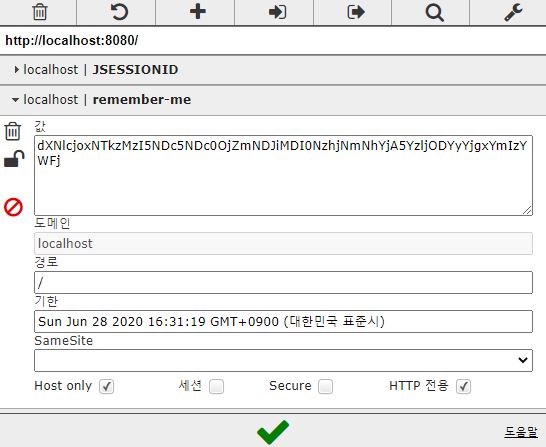 http://localhost:8080/
localhost | JSESSIONID
localhost | remember-me
값
dXNlcjoxNTkzMzI5NDc5NDc0OjZmNDJiMDI0NzhjNmNhYjA5YzljODYyYjgxYmIzY
WFj
도메인
localhost
경로
/
기한
Sun Jun 28 2020 16:31:19 GMT+0900 (대한민국 표준시)
SameSite
Host only 세션 Secure HTTP 전용
도움말